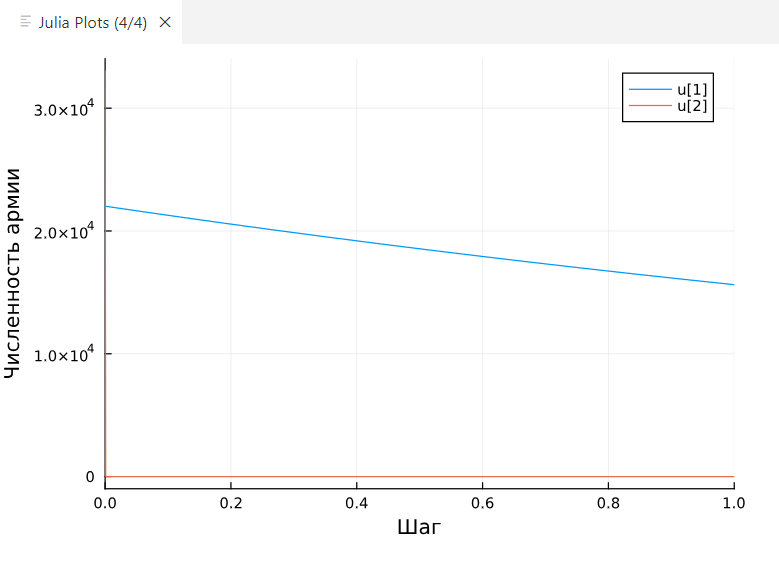 Julia Plots (4/4)
u[1]
u[2]
3.0×10⁴
2.0×10⁴
1.0×10⁴
0
Численность армии
0.0 0.2 0.4 0.6 0.8 1.0
Шаг